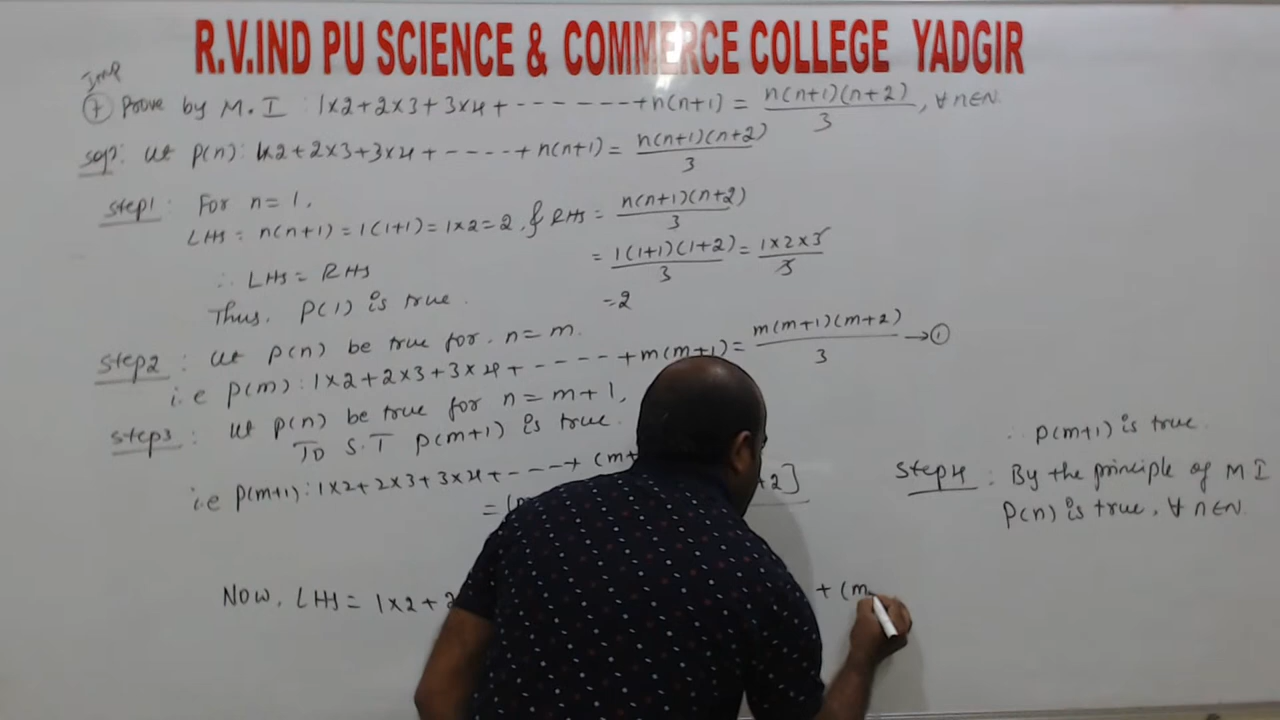 R.V.IND PU SCIENCE & COMMERCE COLLEGE YADGIR
Imp
⑦ Prove by M.I : 1×2+2×3+3×4+------+n(n+1) = n(n+1)(n+2)/3, ∀ n∈N
Let P(n): 1×2+2×3+3×4+----+n(n+1) = n(n+1)(n+2)/3
Step1 : For n=1,
LHS = n(n+1) = 1(1+1) = 1×2 = 2, & RHS = n(n+1)(n+2)/3
= 1(1+1)(1+2)/3 = 1×2×3/3
∴ LHS = RHS
=2
Thus, P(1) is true.
Step2 : Let P(n) be true for n=m.
i.e P(m) : 1×2+2×3+3×4+----+m(m+1) = m(m+1)(m+2)/3 → ①
Step3 : Let P(n) be true for n=m+1,
To S.T P(m+1) is true.
i.e P(m+1): 1×2+2×3+3×4+----+(m+
= +2]
Now, LHS = 1×2+2 +(m
∴ P(m+1) is true.
Step4 : By the principle of M I
P(n) is true, ∀ n∈N